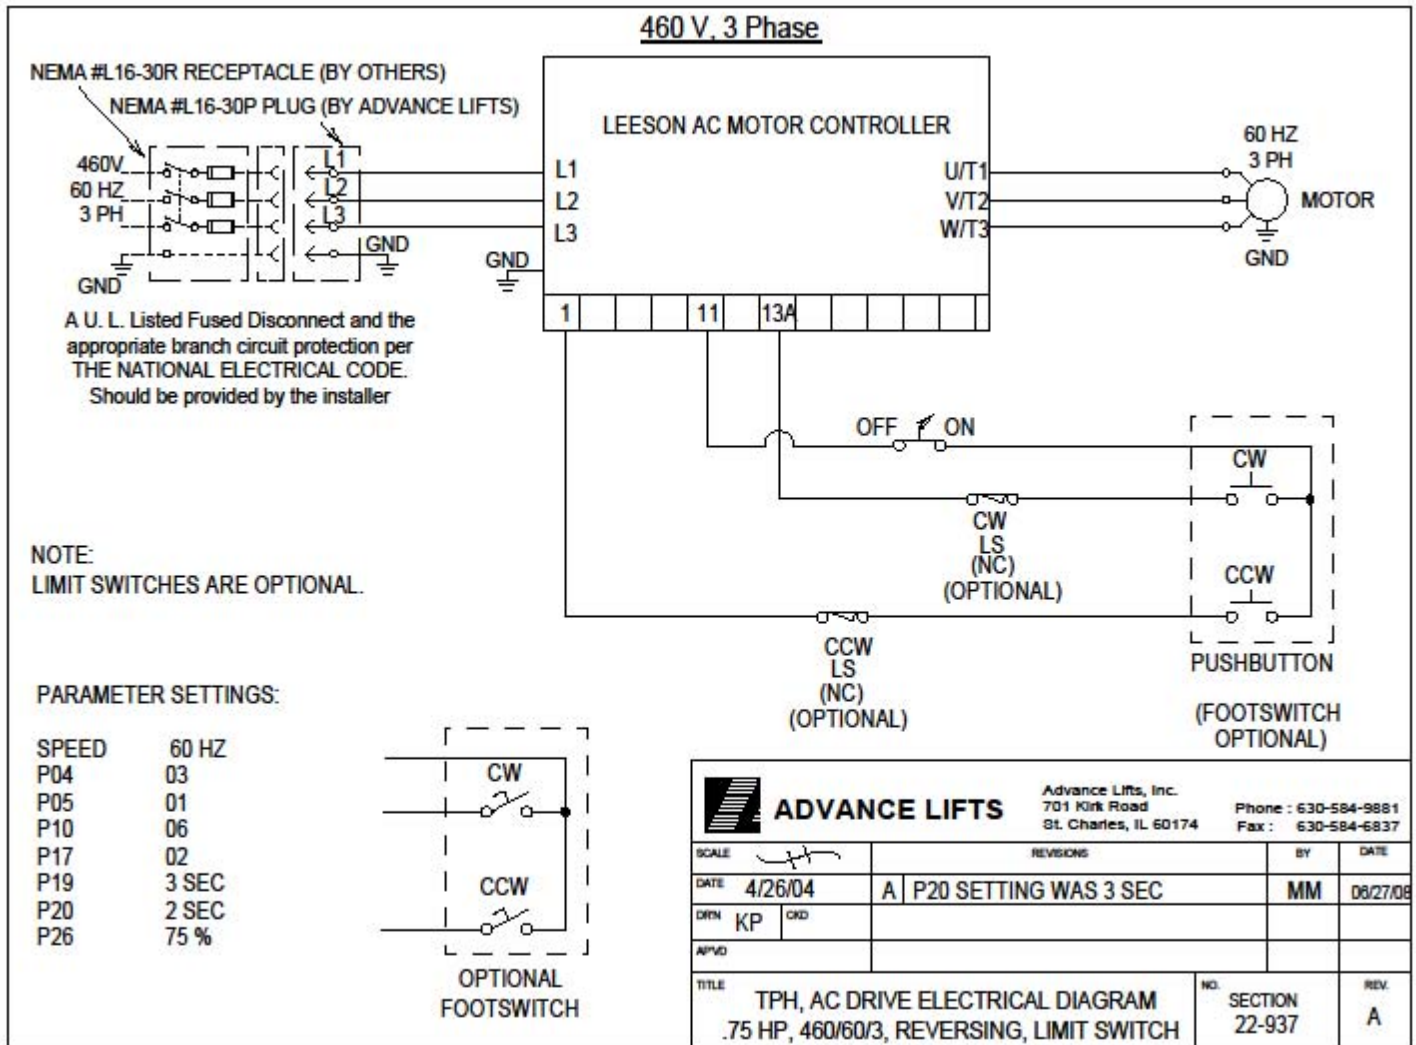 460 V, 3 Phase
NEMA #L16-30R RECEPTACLE (BY OTHERS)
NEMA #L16-30P PLUG (BY ADVANCE LIFTS)
LEESON AC MOTOR CONTROLLER
460V
60 HZ
3 PH
GND
L1
L2
L3
GND
GND
L1
L2
L3
U/T1
V/T2
W/T3
60 HZ
3 PH
MOTOR
GND
1
11
13A
A U. L. Listed Fused Disconnect and the
appropriate branch circuit protection per
THE NATIONAL ELECTRICAL CODE.
Should be provided by the installer
OFF ON
CW
CW
LS
(NC)
(OPTIONAL)
CCW
CCW
LS
(NC)
(OPTIONAL)
PUSHBUTTON
(FOOTSWITCH
OPTIONAL)
NOTE:
LIMIT SWITCHES ARE OPTIONAL.
PARAMETER SETTINGS:
SPEED 60 HZ
P04 03
P05 01
P10 06
P17 02
P19 3 SEC
P20 2 SEC
P26 75 %
CW
CCW
OPTIONAL
FOOTSWITCH
ADVANCE LIFTS
Advance Lifts, Inc.
701 Kirk Road
St. Charles, IL 60174
Phone : 630-584-9881
Fax : 630-584-6837
SCALE
REVISIONS BY DATE
DATE 4/26/04 A P20 SETTING WAS 3 SEC MM 06/27/08
DR'N KP CKD
APVD
TITLE
TPH, AC DRIVE ELECTRICAL DIAGRAM
.75 HP, 460/60/3, REVERSING, LIMIT SWITCH
NO.
SECTION
22-937
REV.
A